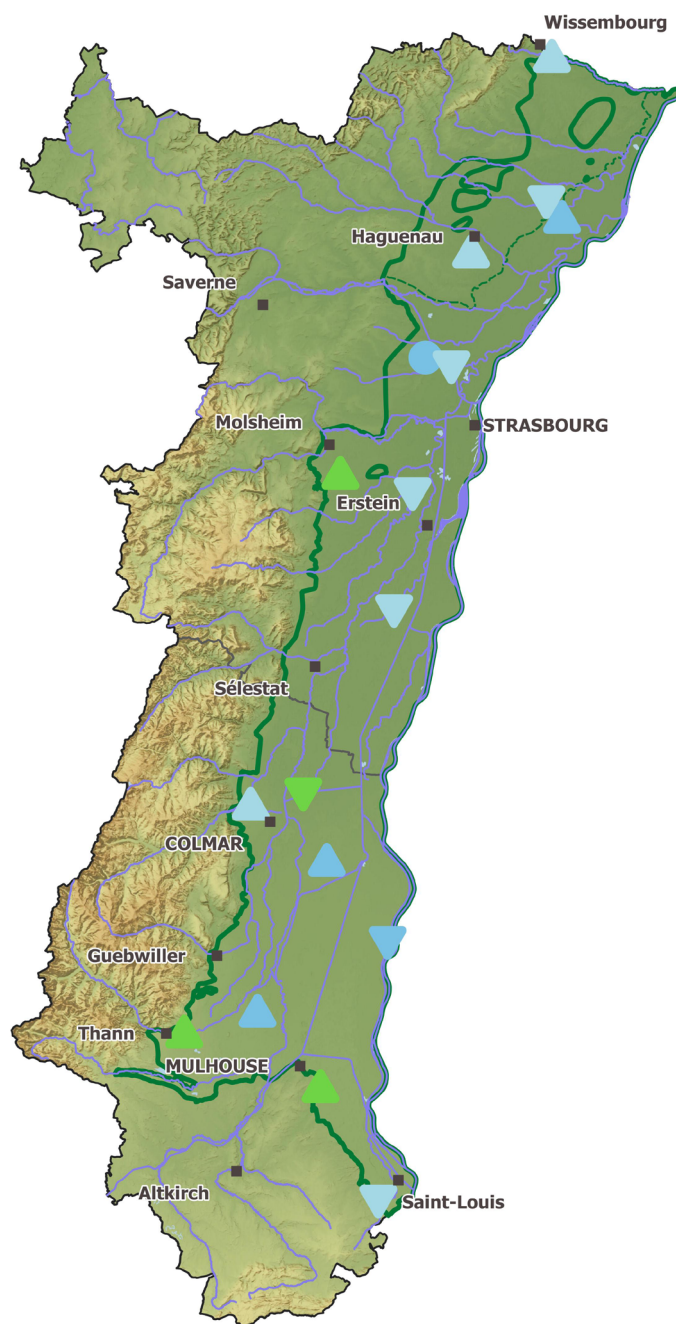 Wissembourg
Haguenau
Saverne
Molsheim
STRASBOURG
Erstein
Sélestat
COLMAR
Guebwiller
Thann
MULHOUSE
Altkirch
Saint-Louis